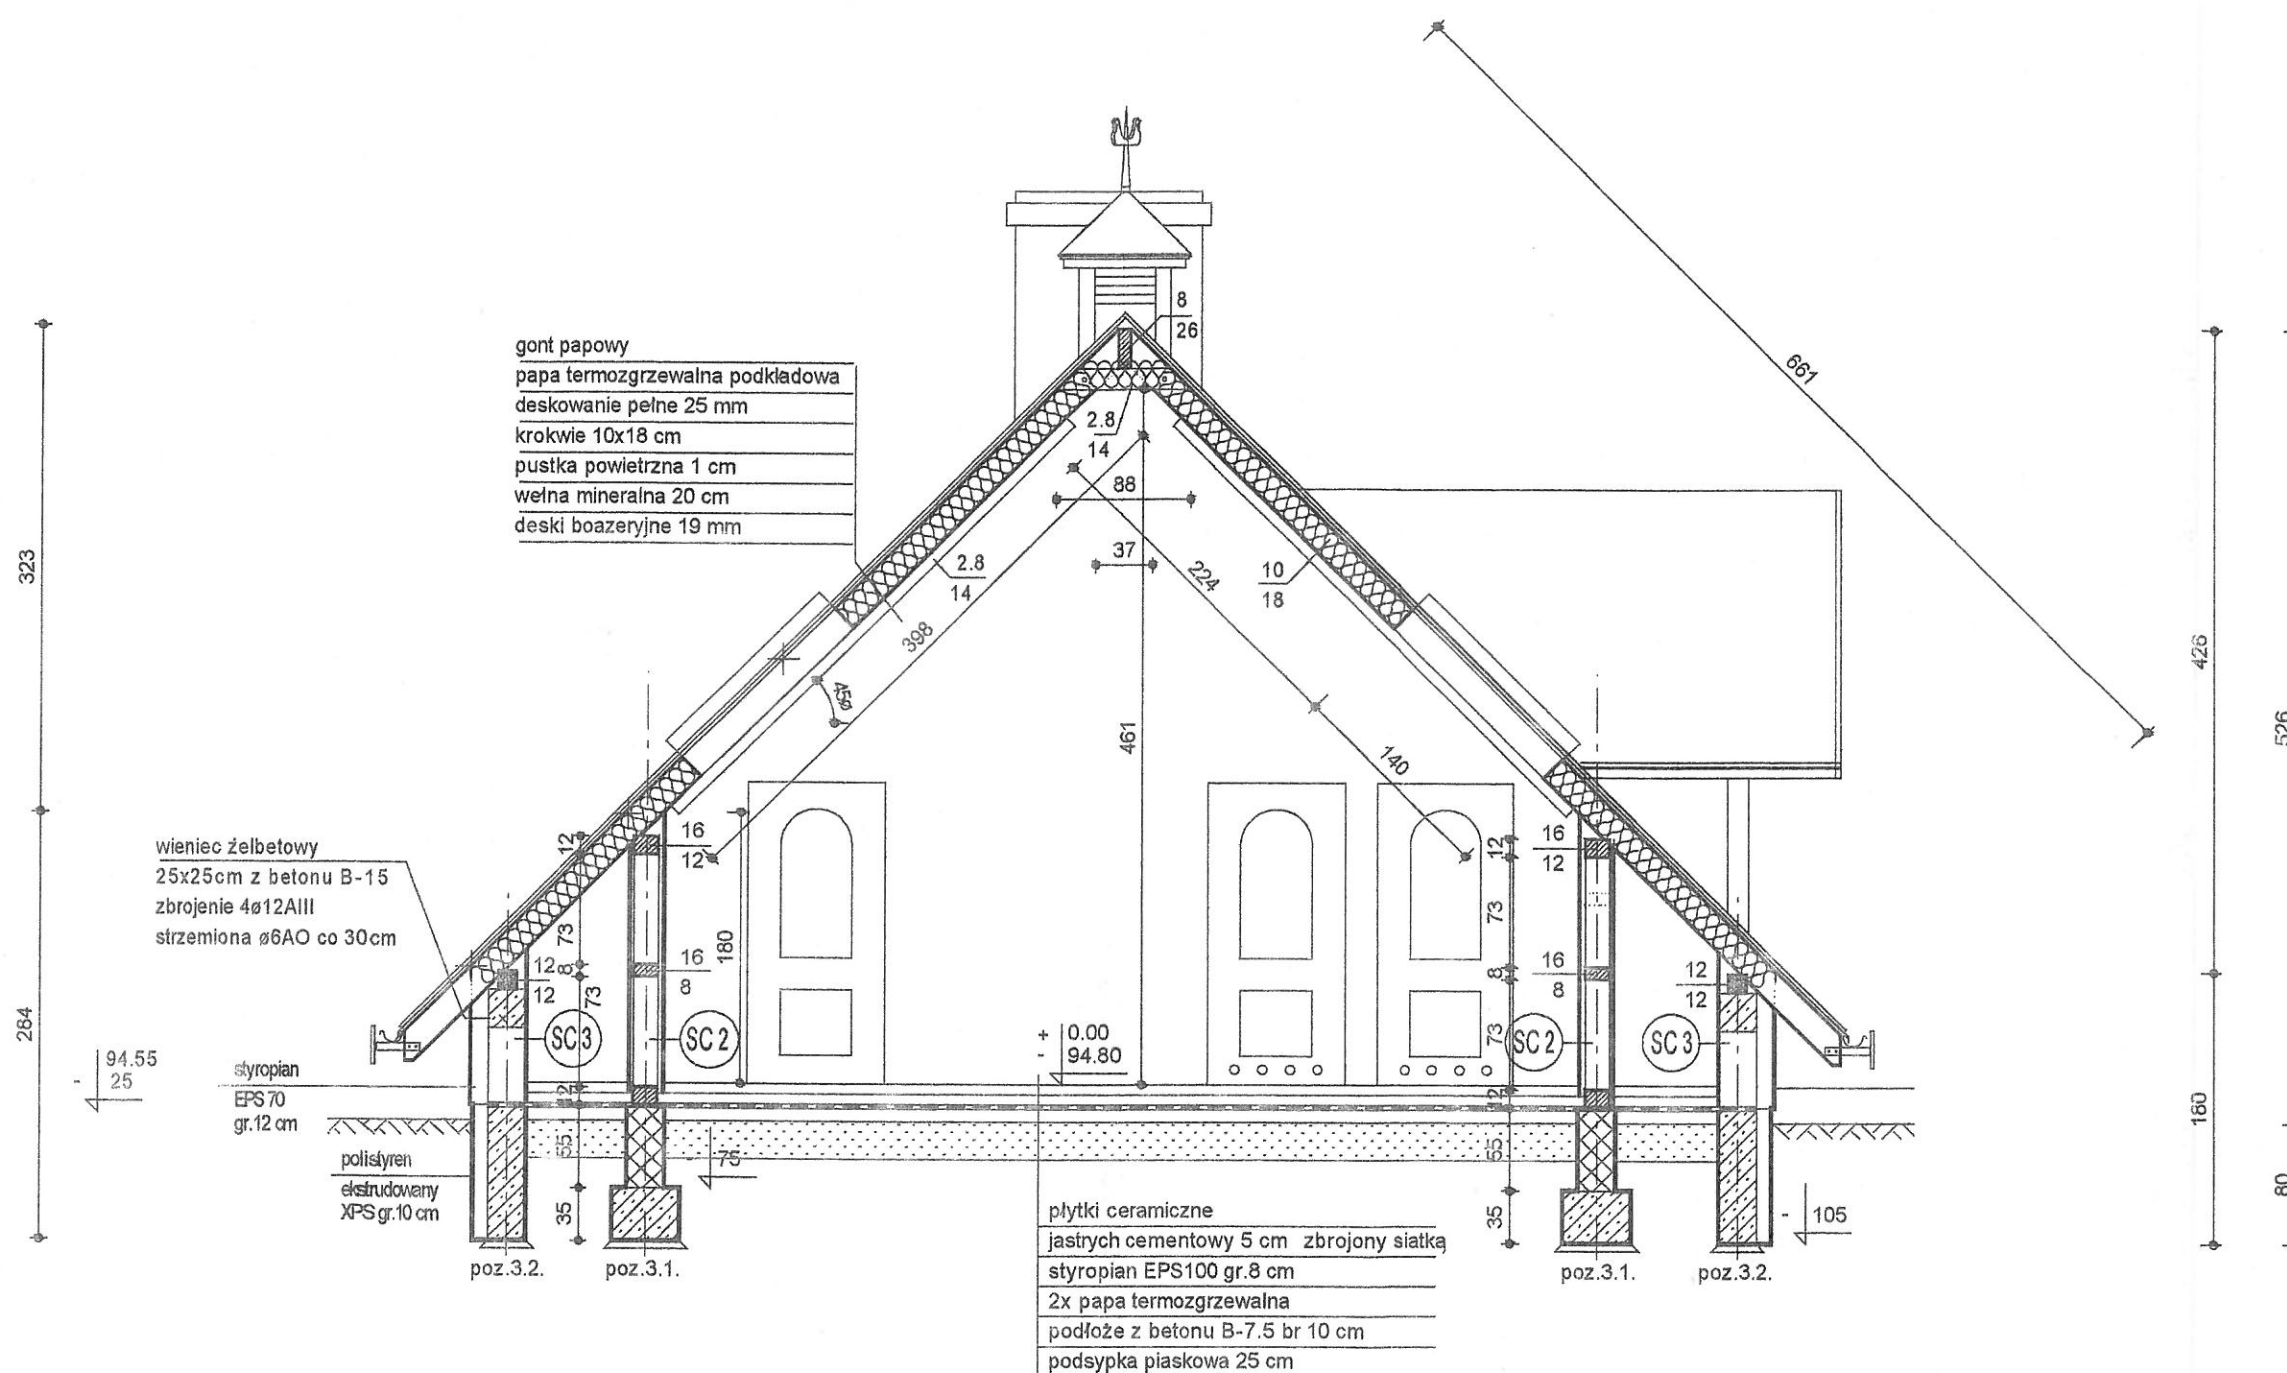 661
8
26
gont papowy
papa termozgrzewalna podkładowa
deskowanie pełne 25 mm
krokwie 10x18 cm
pustka powietrzna 1 cm
wełna mineralna 20 cm
deski boazeryjne 19 mm
2.8
14
88
37
2.8
14
10
18
224
398
45ø
140
461
323
426
526
16
12
16
12
12
73
8
73
12
55
35
180
16
8
12
12
wieniec żelbetowy
25x25cm z betonu B-15
zbrojenie 4ø12AIII
strzemiona ø6AO co 30cm
284
SC 3
SC 2
+ 0.00
- 94.80
12
73
8
73
12
55
35
16
8
12
12
SC 2
SC 3
94.55
- 25
styropian
EPS 70
gr.12 cm
polistyren
ekstrudowany
XPS gr.10 cm
75
180
80
- 105
poz.3.2.
poz.3.1.
poz.3.1.
poz.3.2.
płytki ceramiczne
jastrych cementowy 5 cm zbrojony siatką
styropian EPS100 gr.8 cm
2x papa termozgrzewalna
podłoże z betonu B-7.5 br 10 cm
podsypka piaskowa 25 cm